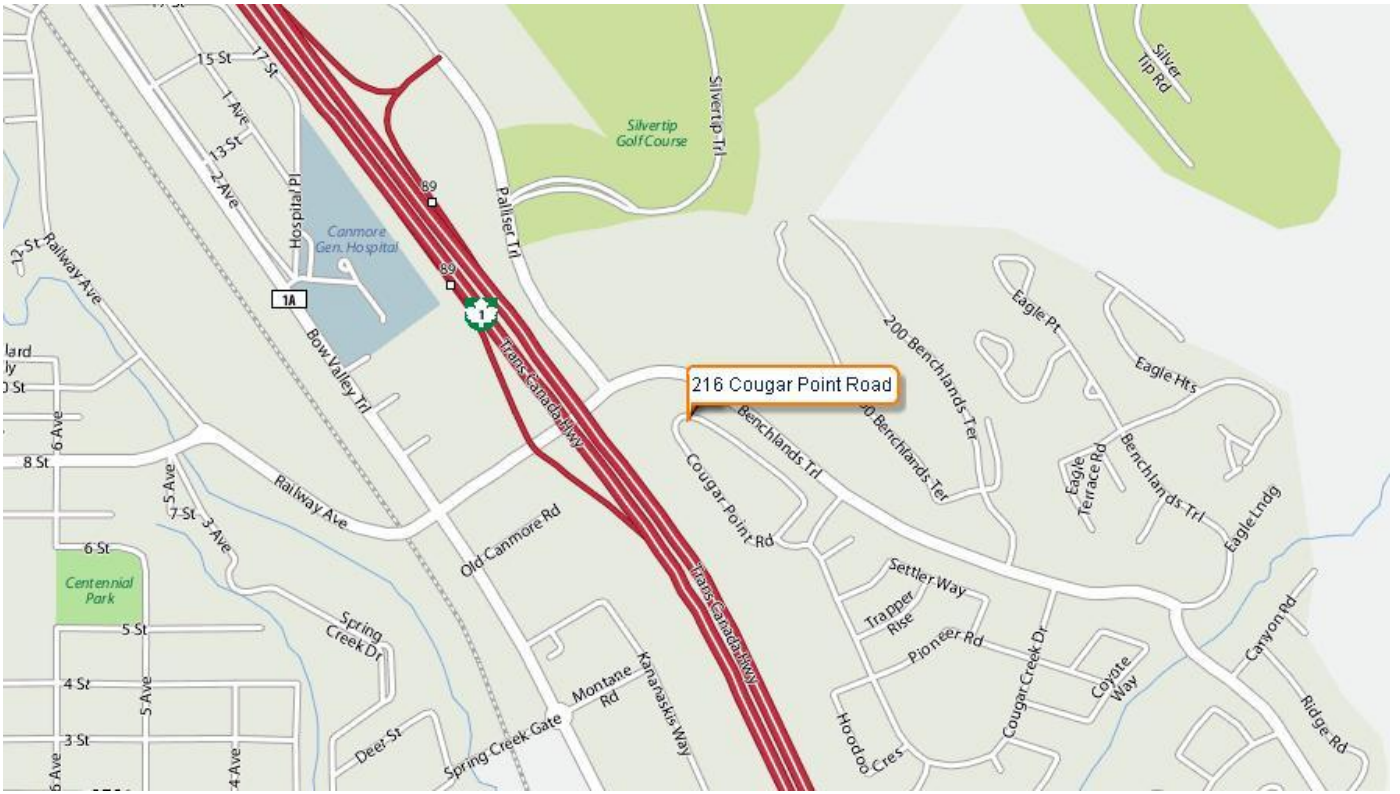 15 St
17 St
1 Ave
13 St
2 Ave
Hospital Pl
Canmore
Gen. Hospital
89
89
Palliser Trl
Silvertip
Golf Course
Silvertip Trl
Silver
Tip Rd
12 St
Railway Ave
1A
1
Bow Valley Trl
Trans Canada Hwy
216 Cougar Point Road
200 Benchlands Ter
Benchlands Ter
Benchlands Trl
Eagle Pt
Eagle Hts
Eagle
Terrace Rd
Benchlands Trl
Eagle Lndg
6 Ave
8 St
5 Ave
7 St
3 Ave
Railway Ave
Old Canmore Rd
Cougar Point Rd
6 St
Centennial
Park
5 St
Spring
Creek Dr
Trans Canada Hwy
Settler Way
Trapper
Rise
Pioneer Rd
Cougar Creek Dr
Coyote
Way
Canyon Rd
Ridge Rd
4 St
5 Ave
3 St
4 Ave
6 Ave
Deer St
Spring Creek Gate
Montane
Rd
Kananaskis Way
Hoodoo Cres